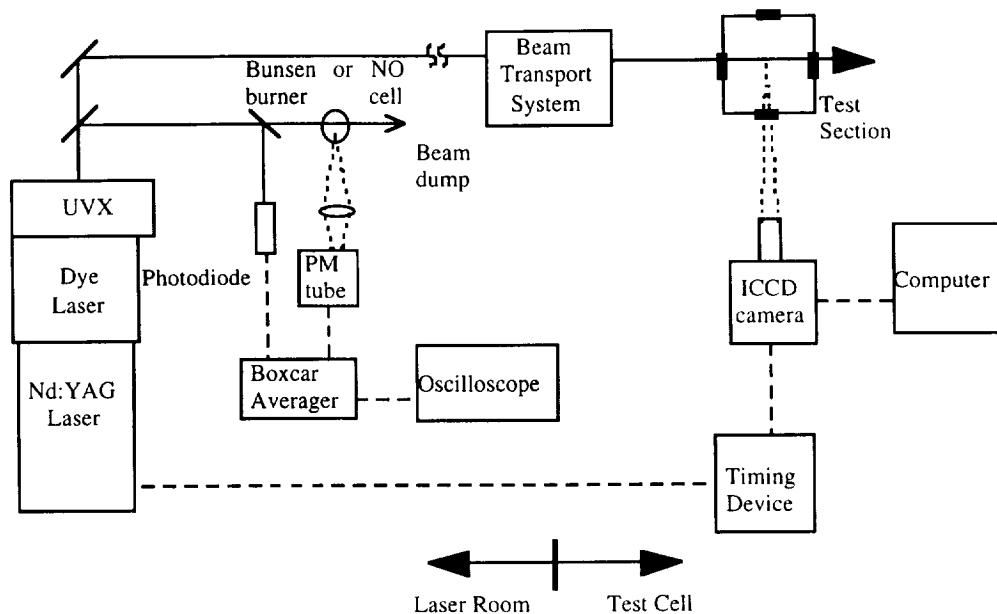 Bunsen or NO
burner cell
Beam
Transport
System
Test
Section
Beam
dump
UVX
Dye
Laser
Photodiode
PM
tube
ICCD
camera
Computer
Nd:YAG
Laser
Boxcar
Averager
Oscilloscope
Timing
Device
Laser Room
Test Cell